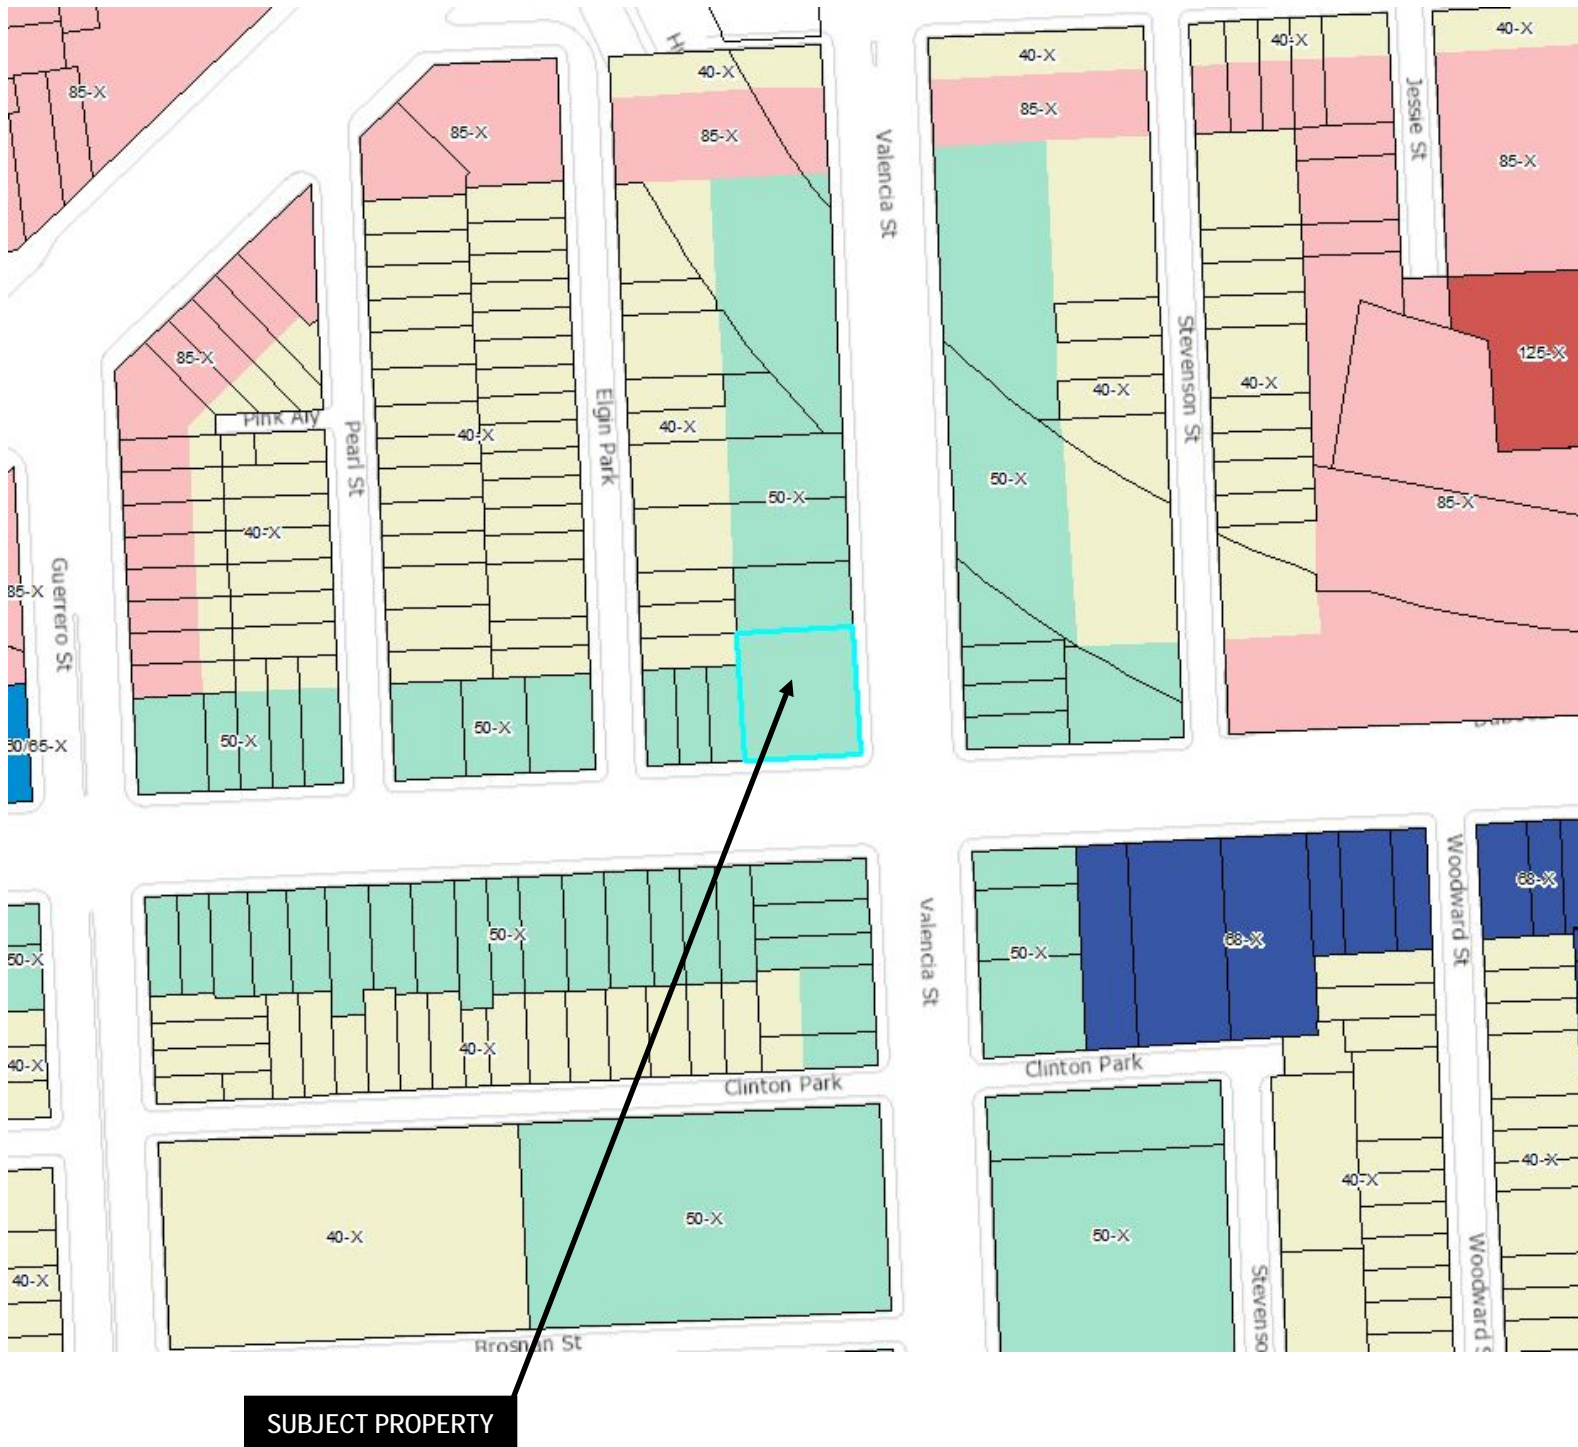 40-X
40-X
40-X
40-X
85-X
85-X
85-X
85-X
Jessie St
Valencia St
85-X
85-X
125-X
Pink Aly
Pearl St
Elgin Park
Stevenson St
40-X
40-X
40-X
40-X
40-X
50-X
50-X
85-X
Guerrero St
85-X
50-X
50-X
50/65-X
50-X
50-X
50-X
68-X
68-X
Woodward St
Valencia St
50-X
40-X
40-X
Clinton Park
Clinton Park
40-X
50-X
40-X
50-X
40-X
40-X
Stevenso
Woodward S
Brosnan St
SUBJECT PROPERTY